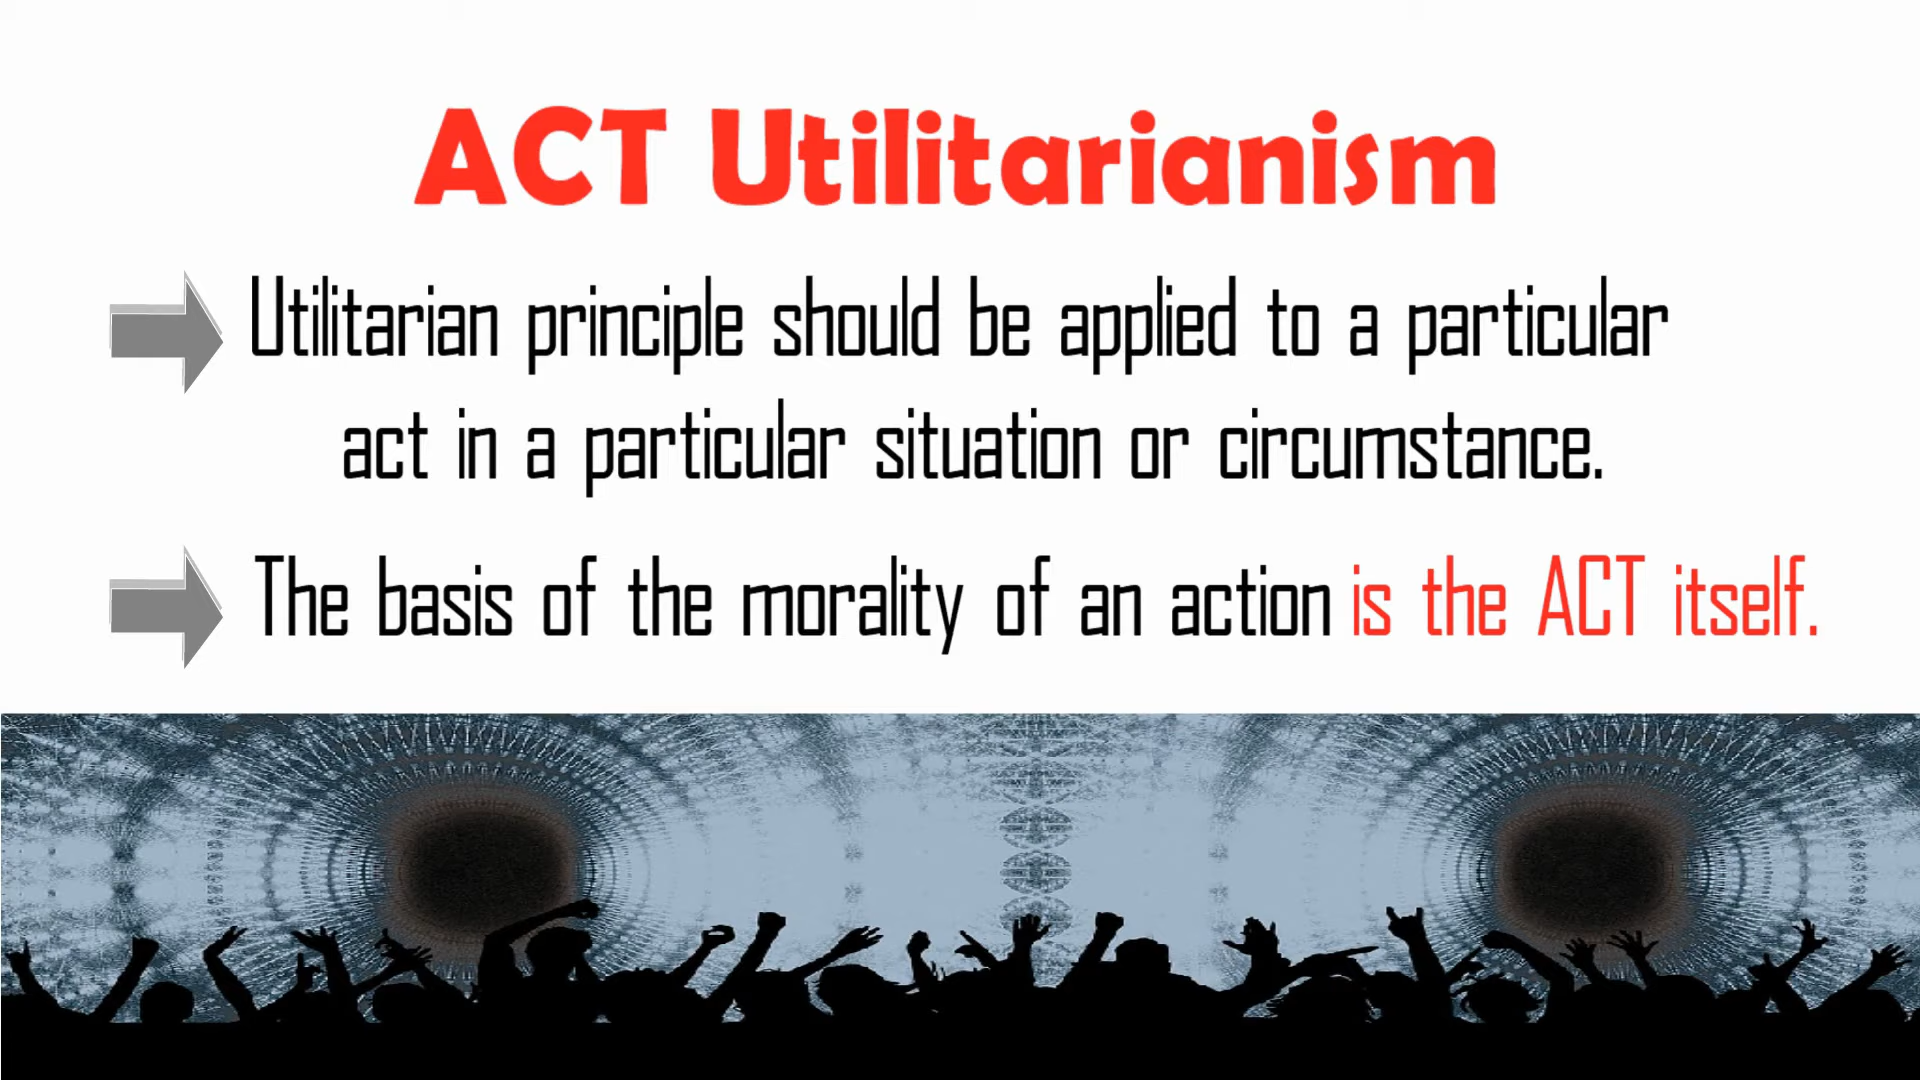 ACT Utilitarianism
Utilitarian principle should be applied to a particular
act in a particular situation or circumstance.
The basis of the morality of an action is the ACT itself.